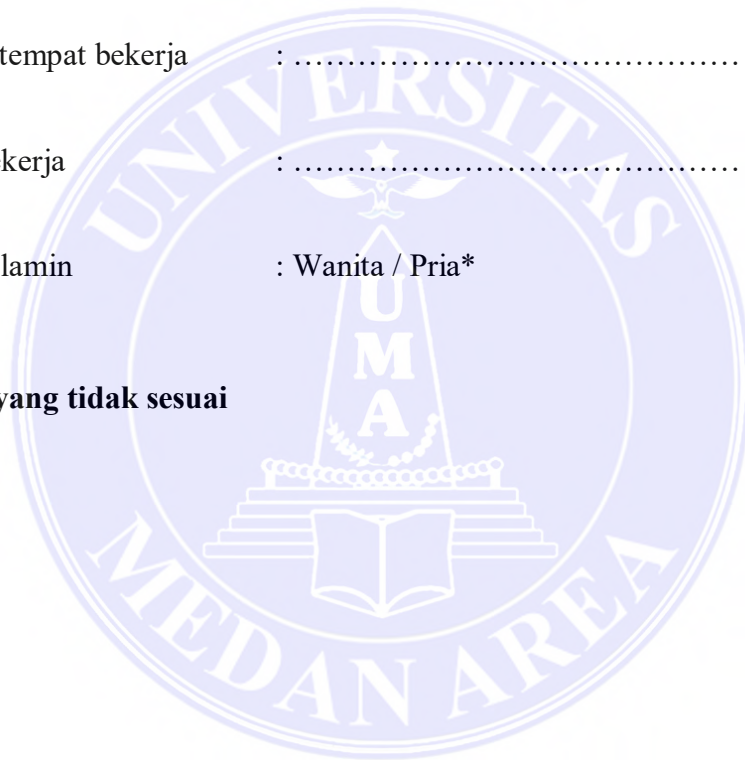 tempat bekerja : ……………………………………
kerja : ……………………………………
lamin : Wanita / Pria*
yang tidak sesuai
UNIVERSITAS
UMA
MEDAN AREA